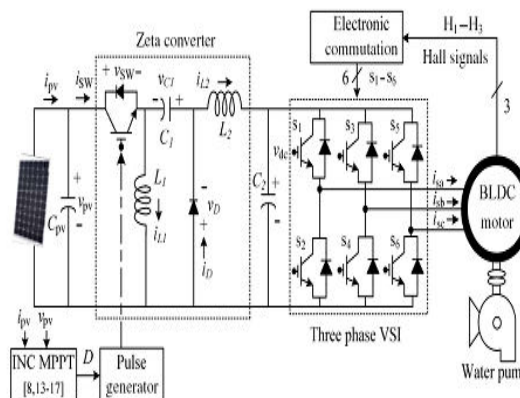 Zeta converter
Electronic
commutation
H1–H3
Hall signals
6
s1–s6
3
ipv
iSW
+ vSW –
– vC1 +
C1
iL2
L2
s1
s3
s5
vdc
L1
iL1
–
vD
+
iD
+
C2
–
Cpv
+
vpv
–
isa
isb
isc
BLDC
motor
s2
s4
s6
Three phase VSI
Water pump
ipv
vpv
INC MPPT
[8,13-17]
D
Pulse
generator